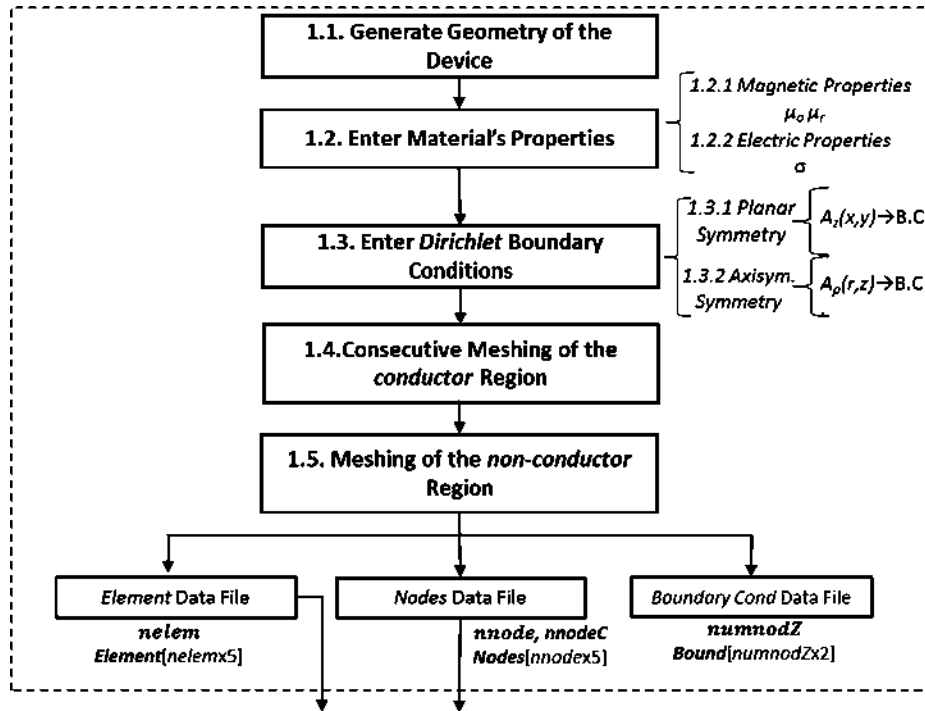 1.1. Generate Geometry of the
Device
1.2. Enter Material's Properties
1.2.1 Magnetic Properties
μₒ μᵣ
1.2.2 Electric Properties
σ
1.3. Enter Dirichlet Boundary
Conditions
1.3.1 Planar
Symmetry
A_z(x,y)→B.C
1.3.2 Axisym.
Symmetry
A_ρ(r,z)→B.C
1.4.Consecutive Meshing of the
conductor Region
1.5. Meshing of the non-conductor
Region
Element Data File
nelem
Element[nelemx5]
Nodes Data File
nnode, nnodeC
Nodes[nnodex5]
Boundary Cond Data File
numnodZ
Bound[numnodZx2]